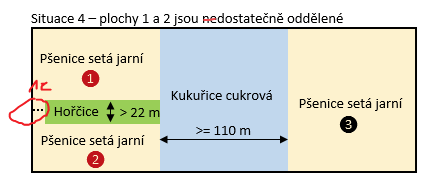 Situace 4 – plochy 1 a 2 jsou nedostatečně oddělené
Pšenice setá jarní
1
Hořčice
> 22 m
Pšenice setá jarní
2
Kukuřice cukrová
>= 110 m
Pšenice setá jarní
3